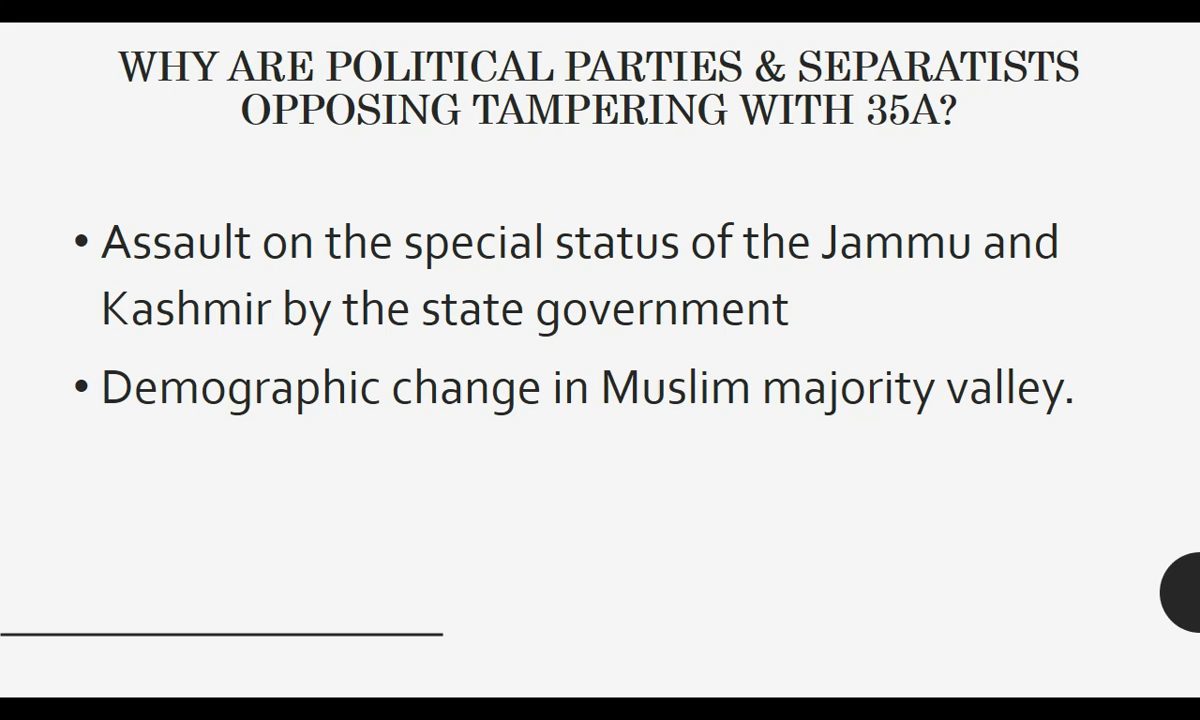 WHY ARE POLITICAL PARTIES & SEPARATISTS
OPPOSING TAMPERING WITH 35A?
• Assault on the special status of the Jammu and
Kashmir by the state government
• Demographic change in Muslim majority valley.